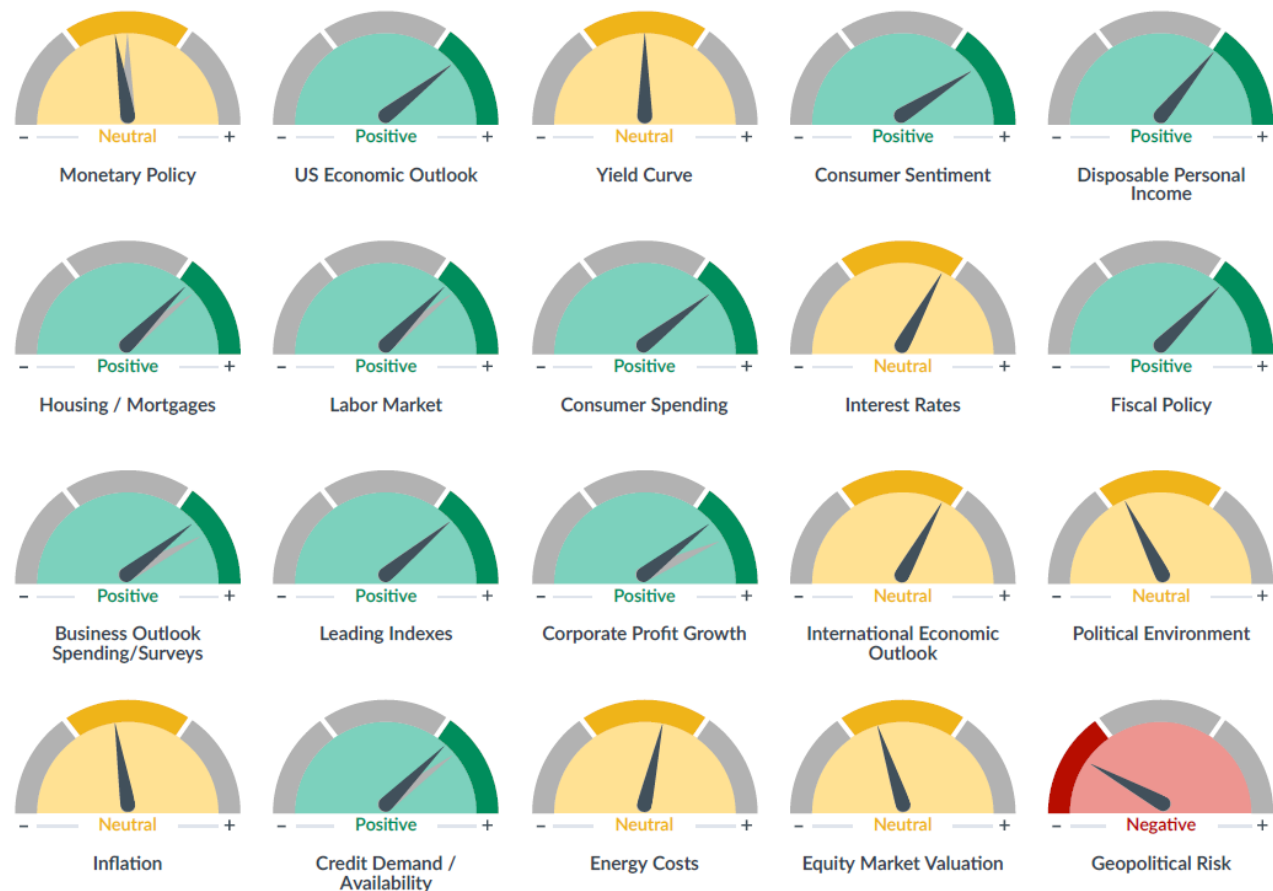 - Neutral +
Monetary Policy
- Positive +
US Economic Outlook
- Neutral +
Yield Curve
- Positive +
Consumer Sentiment
- Positive +
Disposable Personal
Income
- Positive +
Housing / Mortgages
- Positive +
Labor Market
- Positive +
Consumer Spending
- Neutral +
Interest Rates
- Positive +
Fiscal Policy
- Positive +
Business Outlook
Spending/Surveys
- Positive +
Leading Indexes
- Positive +
Corporate Profit Growth
- Neutral +
International Economic
Outlook
- Neutral +
Political Environment
- Neutral +
Inflation
- Positive +
Credit Demand /
Availability
- Neutral +
Energy Costs
- Neutral +
Equity Market Valuation
- Negative +
Geopolitical Risk